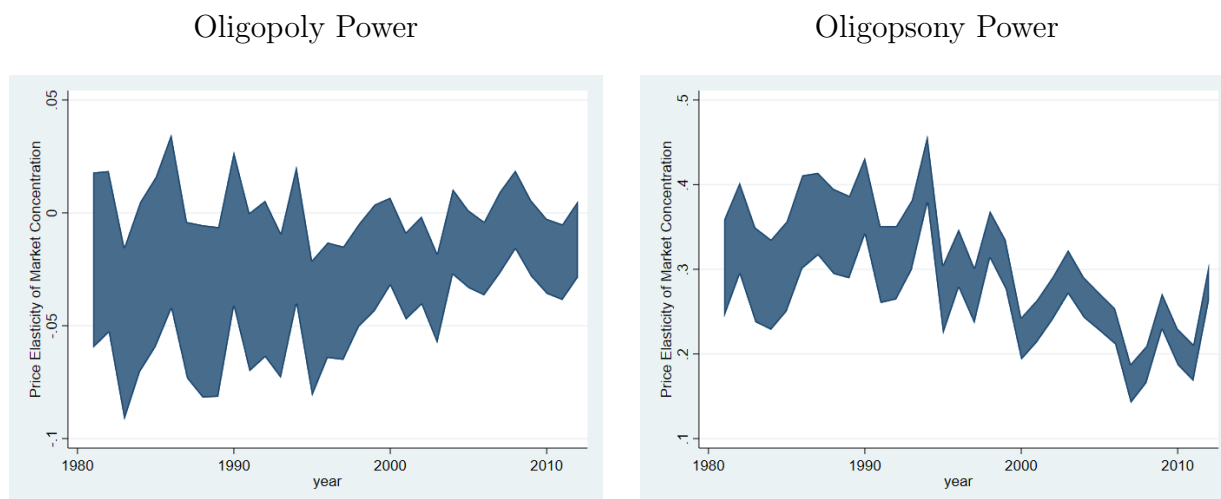 Oligopoly Power
Price Elasticity of Market Concentration
.05
0
-.05
-.1
1980 1990 2000 2010
year
Oligopsony Power
Price Elasticity of Market Concentration
.5
.4
.3
.2
.1
1980 1990 2000 2010
year